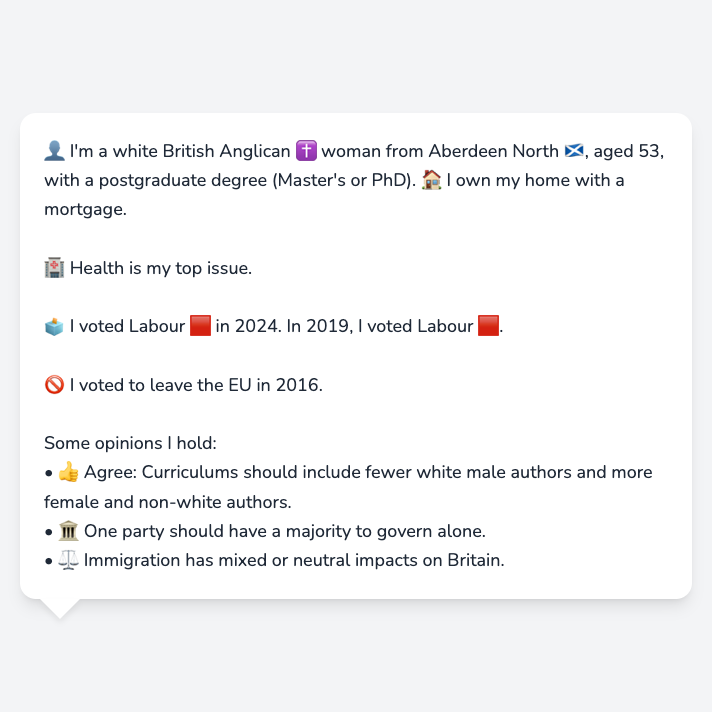 👤 I'm a white British Anglican ✝️ woman from Aberdeen North 🏴󠁧󠁢󠁳󠁣󠁴󠁿, aged 53,
with a postgraduate degree (Master's or PhD). 🏠 I own my home with a
mortgage.
🏥 Health is my top issue.
🗳️ I voted Labour 🟥 in 2024. In 2019, I voted Labour 🟥.
🚫 I voted to leave the EU in 2016.
Some opinions I hold:
• 👍 Agree: Curriculums should include fewer white male authors and more
female and non-white authors.
• 🏛️ One party should have a majority to govern alone.
• ⚖️ Immigration has mixed or neutral impacts on Britain.